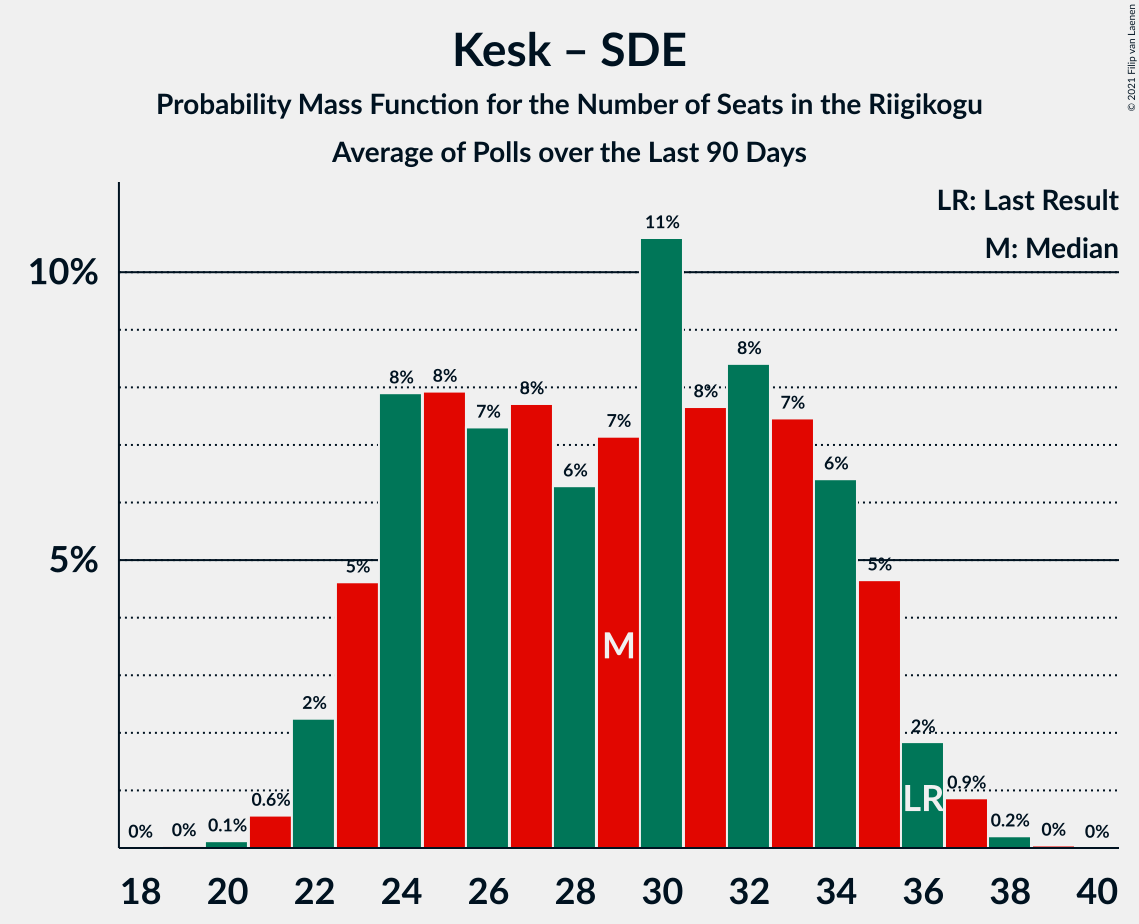 Kesk – SDE
Probability Mass Function for the Number of Seats in the Riigikogu
Average of Polls over the Last 90 Days
© 2021 Filip van Laenen
LR: Last Result
M: Median
10%
5%
0%
0%
0.1%
0.6%
2%
5%
8%
8%
7%
8%
6%
7%
11%
8%
8%
7%
6%
5%
2%
0.9%
0.2%
0%
0%
M
LR
18 20 22 24 26 28 30 32 34 36 38 40